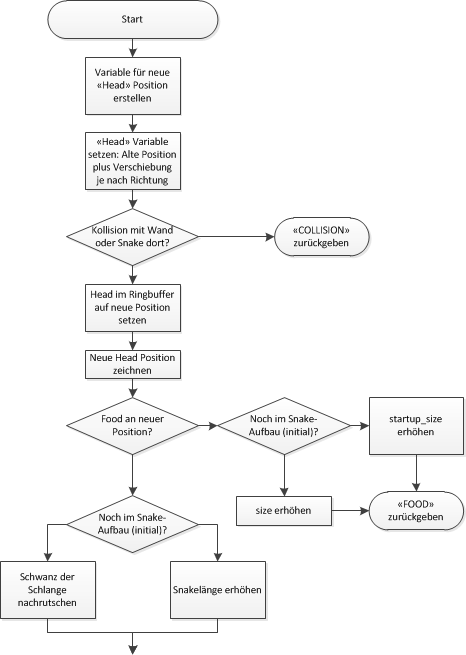 Start
Variable für neue
«Head» Position
erstellen
«Head» Variable
setzen: Alte Position
plus Verschiebung
je nach Richtung
Kollision mit Wand
oder Snake dort?
«COLLISION»
zurückgeben
Head im Ringbuffer
auf neue Position
setzen
Neue Head Position
zeichnen
Food an neuer
Position?
Noch im Snake-
Aufbau (initial)?
startup_size
erhöhen
size erhöhen
«FOOD»
zurückgeben
Noch im Snake-
Aufbau (initial)?
Schwanz der
Schlange
nachrutschen
Snakelänge erhöhen